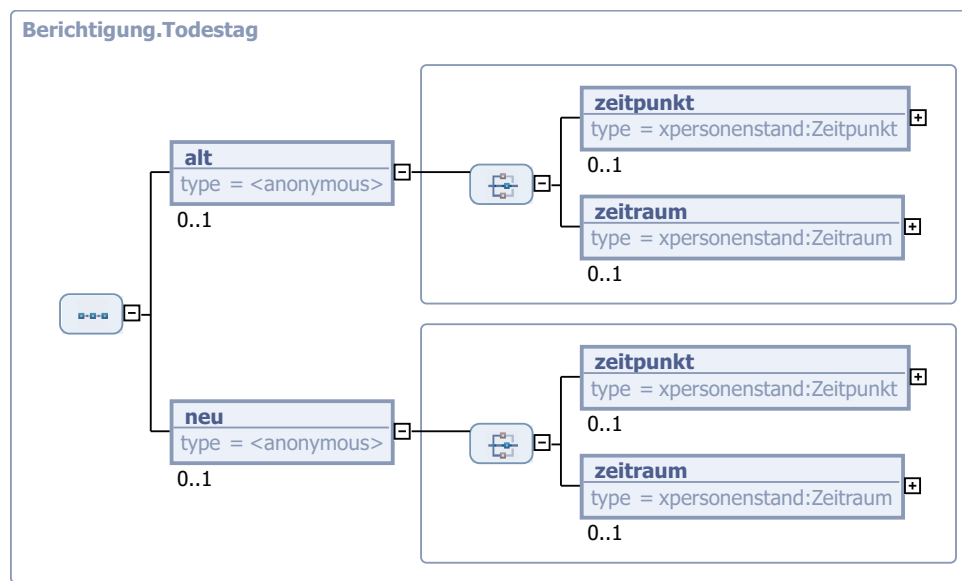 Berichtigung.Todestag
zeitpunkt
type = xpersonenstand:Zeitpunkt
0..1
alt
type = <anonymous>
0..1
zeitraum
type = xpersonenstand:Zeitraum
0..1
zeitpunkt
type = xpersonenstand:Zeitpunkt
0..1
neu
type = <anonymous>
0..1
zeitraum
type = xpersonenstand:Zeitraum
0..1